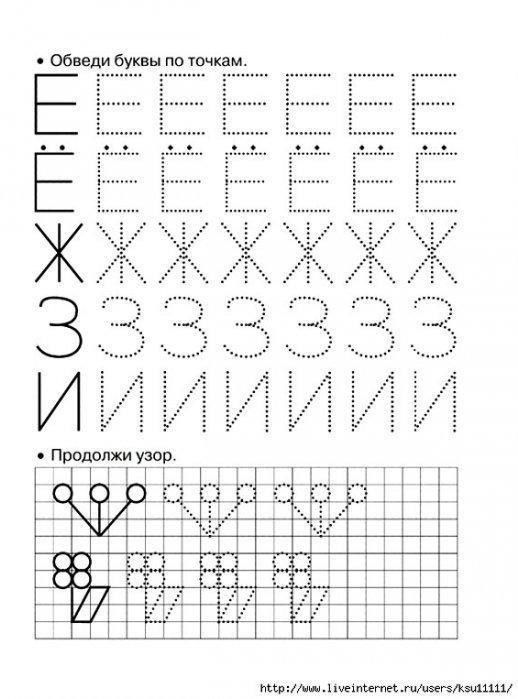 • Обведи буквы по точкам.
Е Е Е Е Е Е Е
Ё Ё Ё Ё Ё Ё Ё
Ж Ж Ж Ж Ж Ж Ж
З З З З З З З
И И И И И И И
• Продолжи узор.
http://www.liveinternet.ru/users/ksu11111/